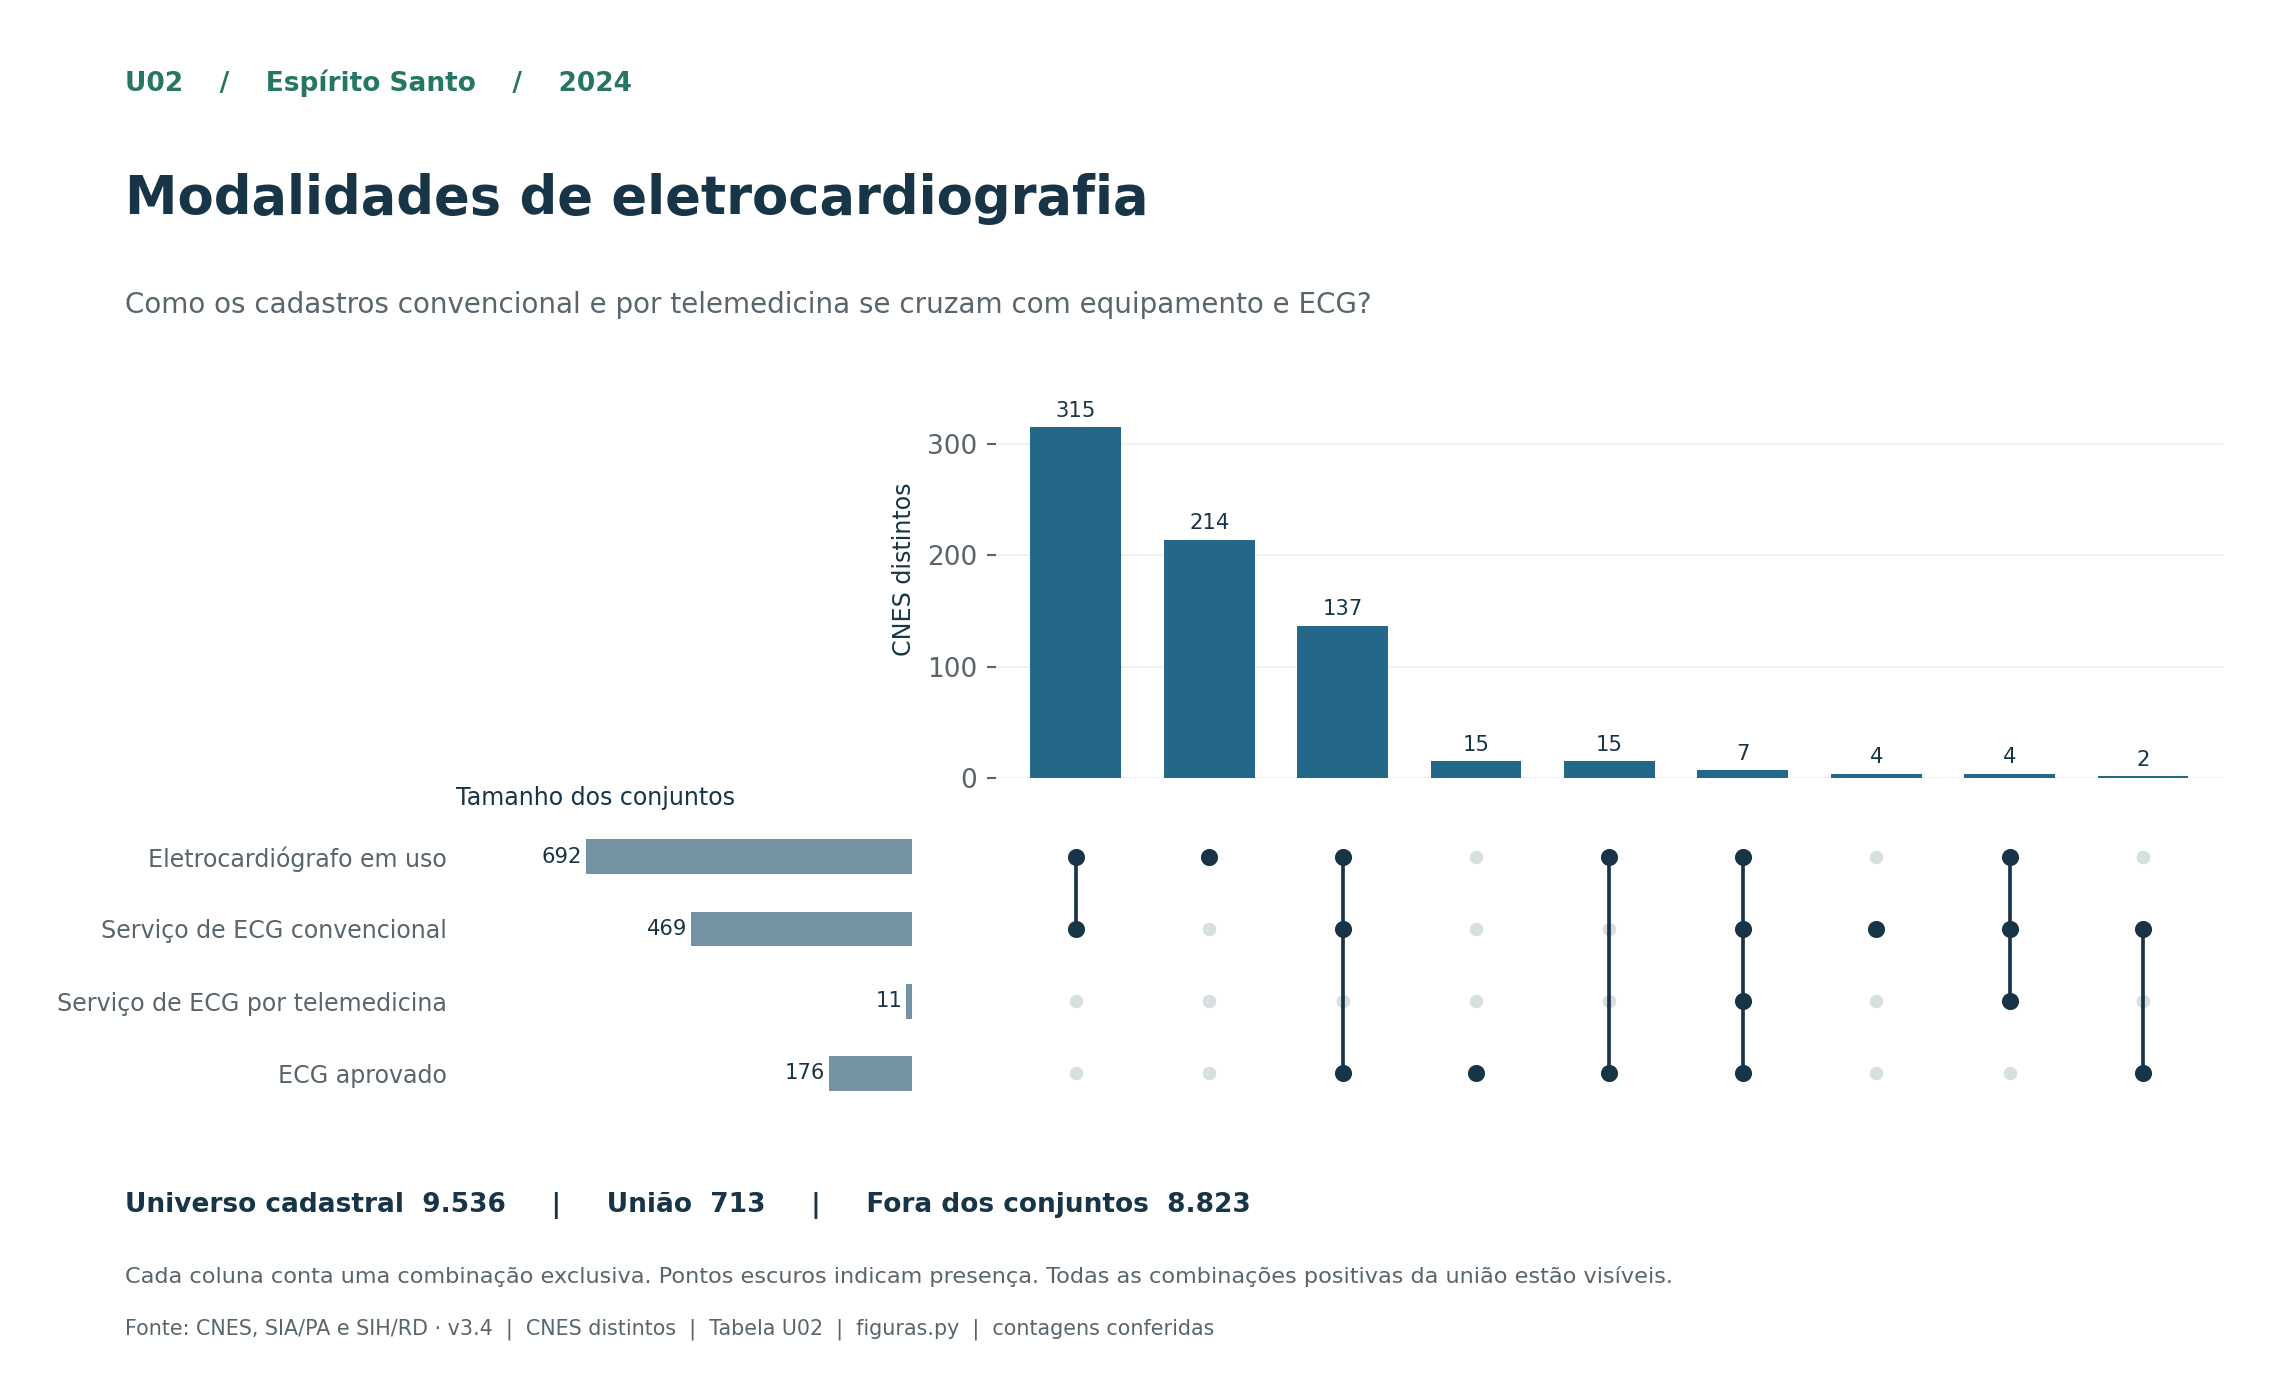 U02 / Espírito Santo / 2024
Modalidades de eletrocardiografia
Como os cadastros convencional e por telemedicina se cruzam com equipamento e ECG?
CNES distintos
300
200
100
0
315
214
137
15
15
7
4
4
2
Tamanho dos conjuntos
Eletrocardiógrafo em uso 692
Serviço de ECG convencional 469
Serviço de ECG por telemedicina 11
ECG aprovado 176
Universo cadastral 9.536 | União 713 | Fora dos conjuntos 8.823
Cada coluna conta uma combinação exclusiva. Pontos escuros indicam presença. Todas as combinações positivas da união estão visíveis.
Fonte: CNES, SIA/PA e SIH/RD · v3.4 | CNES distintos | Tabela U02 | figuras.py | contagens conferidas